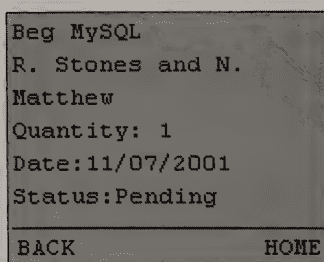 Beg MySQL
R. Stones and N.
Matthew
Quantity: 1
Date:11/07/2001
Status:Pending
BACK HOME